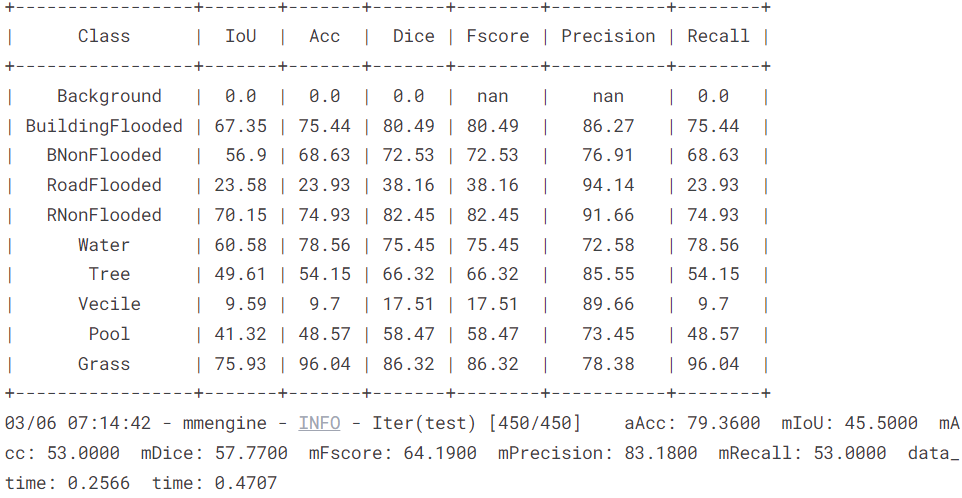 +-----------------+-------+-------+-------+--------+-----------+--------+
|      Class      |  IoU  |  Acc  |  Dice | Fscore | Precision | Recall |
+-----------------+-------+-------+-------+--------+-----------+--------+
|    Background   |  0.0  |  0.0  |  0.0  |  nan   |    nan    |  0.0   |
| BuildingFlooded | 67.35 | 75.44 | 80.49 | 80.49  |   86.27   | 75.44  |
|   BNonFlooded   |  56.9 | 68.63 | 72.53 | 72.53  |   76.91   | 68.63  |
|   RoadFlooded   | 23.58 | 23.93 | 38.16 | 38.16  |   94.14   | 23.93  |
|   RNonFlooded   | 70.15 | 74.93 | 82.45 | 82.45  |   91.66   | 74.93  |
|      Water      | 60.58 | 78.56 | 75.45 | 75.45  |   72.58   | 78.56  |
|       Tree      | 49.61 | 54.15 | 66.32 | 66.32  |   85.55   | 54.15  |
|      Vecile     |  9.59 |  9.7  | 17.51 | 17.51  |   89.66   |  9.7   |
|       Pool      | 41.32 | 48.57 | 58.47 | 58.47  |   73.45   | 48.57  |
|      Grass      | 75.93 | 96.04 | 86.32 | 86.32  |   78.38   | 96.04  |
+-----------------+-------+-------+-------+--------+-----------+--------+
03/06 07:14:42 - mmengine - INFO - Iter(test) [450/450]    aAcc: 79.3600  mIoU: 45.5000  mA
cc: 53.0000  mDice: 57.7700  mFscore: 64.1900  mPrecision: 83.1800  mRecall: 53.0000  data_
time: 0.2566  time: 0.4707